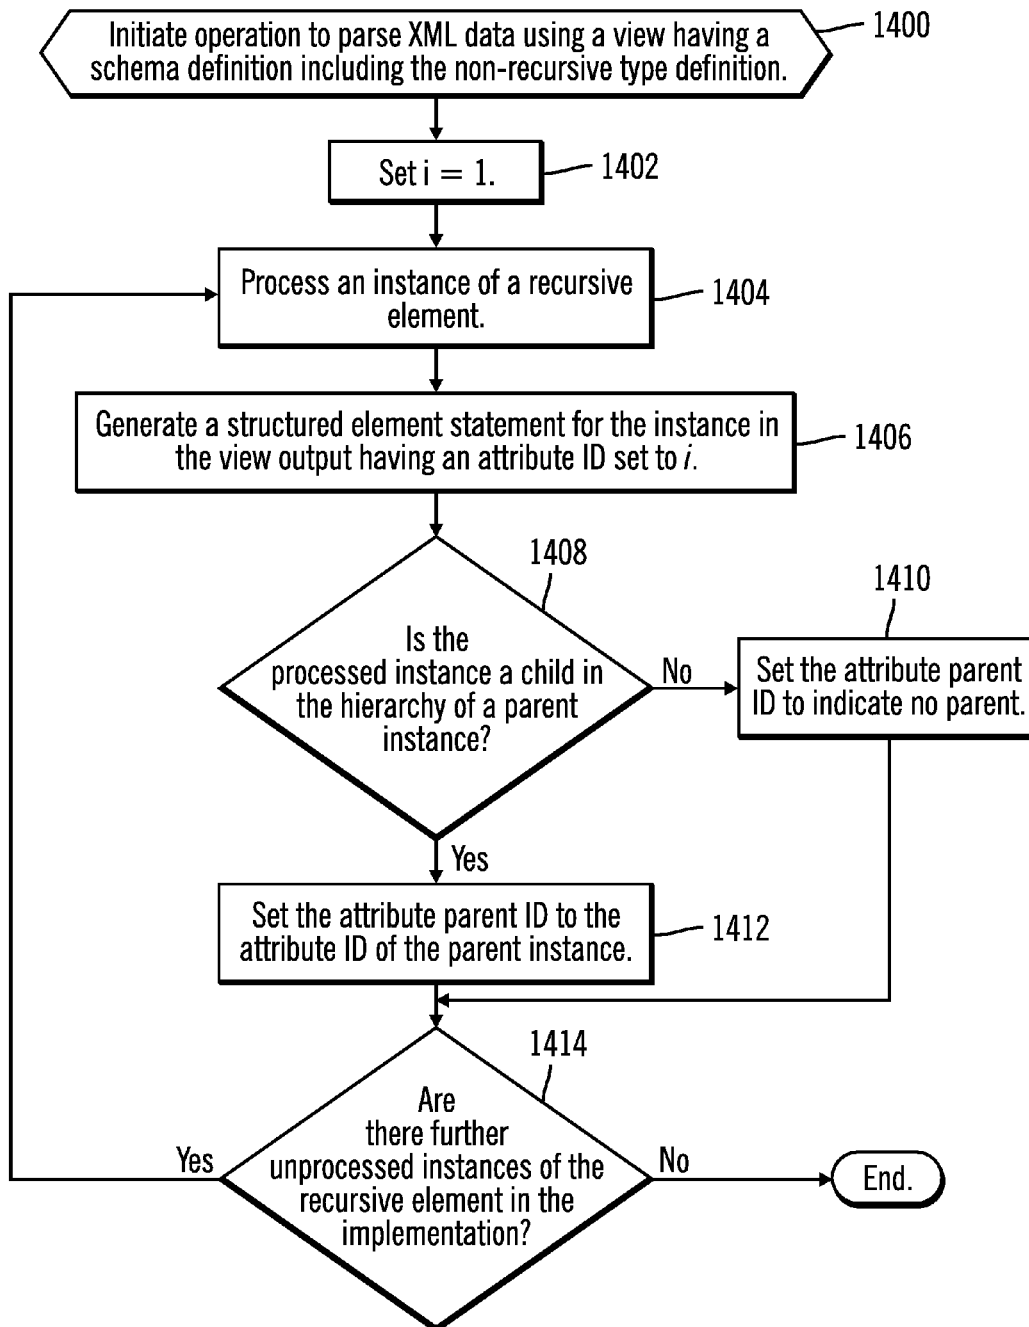 Initiate operation to parse XML data using a view having a
schema definition including the non-recursive type definition.
1400
Set i = 1.
1402
Process an instance of a recursive
element.
1404
Generate a structured element statement for the instance in
the view output having an attribute ID set to i.
1406
1408
Is the
processed instance a child in
the hierarchy of a parent
instance?
No
1410
Set the attribute parent
ID to indicate no parent.
Yes
Set the attribute parent ID to the
attribute ID of the parent instance.
1412
1414
Are
there further
unprocessed instances of the
recursive element in the
implementation?
Yes
No
End.